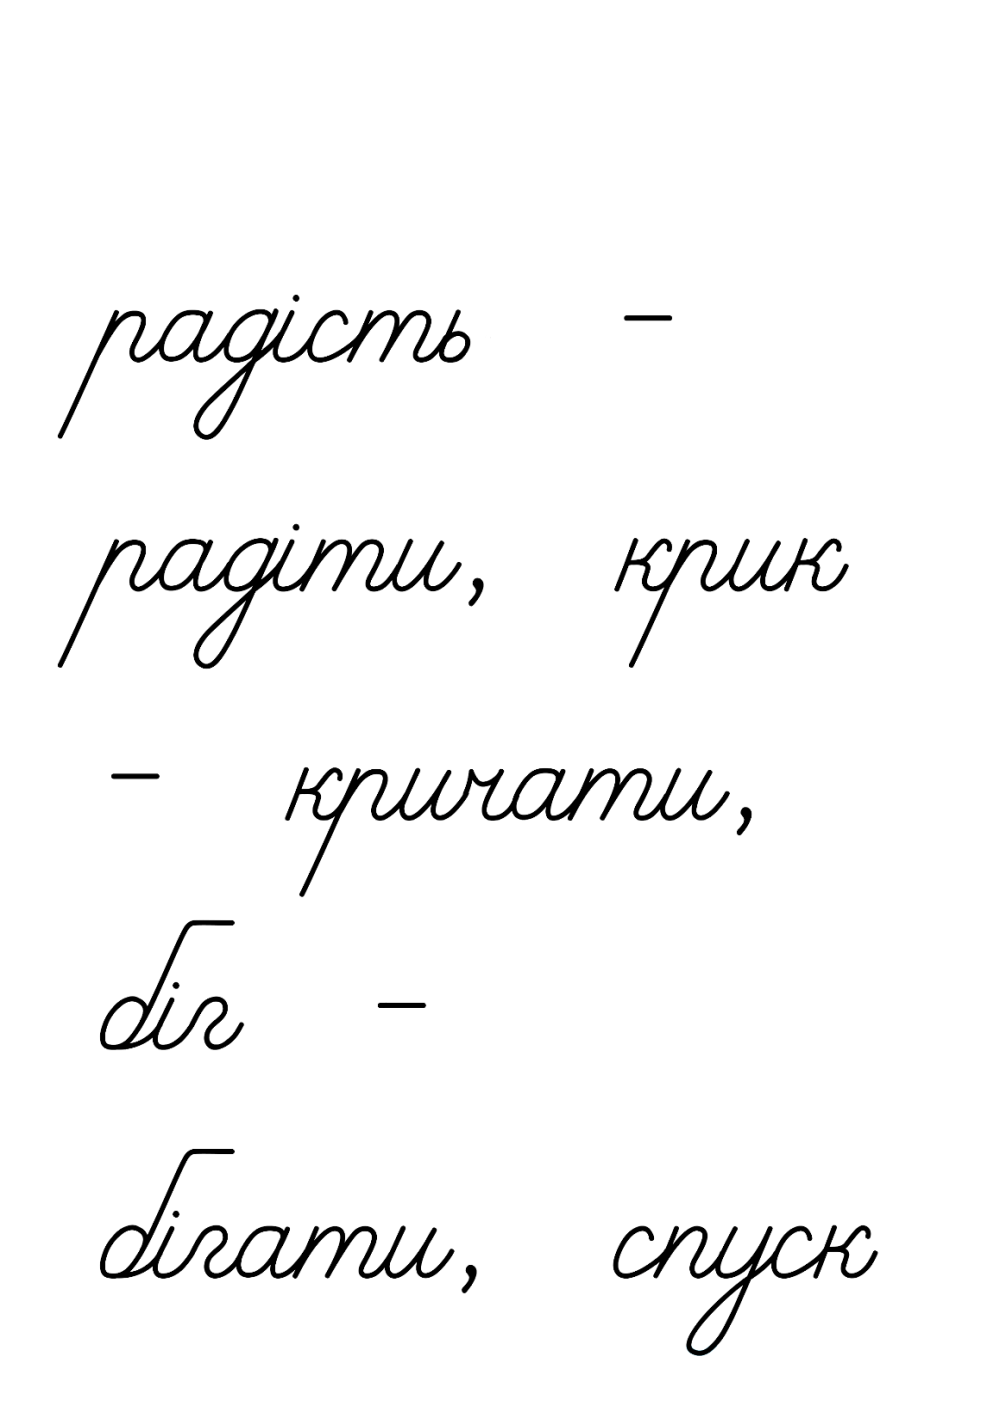 радість –
радіти, крик
– кричати,
біг –
бігати, спуск